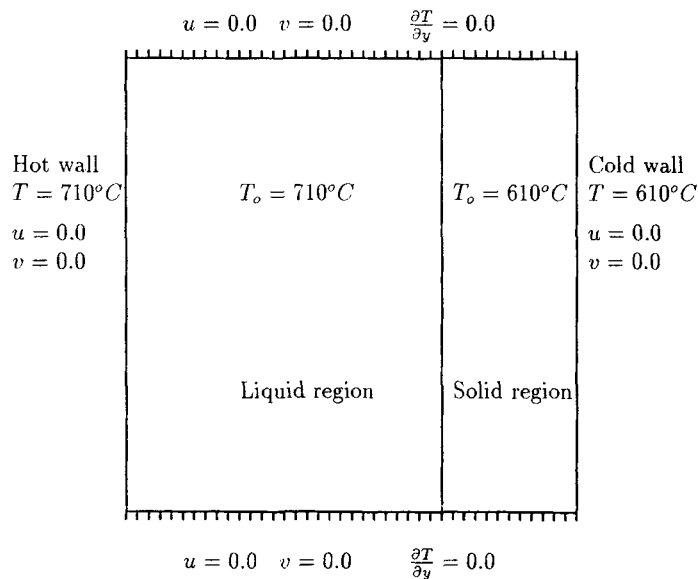 u = 0.0 v = 0.0 ∂T/∂y = 0.0
Hot wall
T = 710°C
u = 0.0
v = 0.0
T_o = 710°C
T_o = 610°C
Cold wall
T = 610°C
u = 0.0
v = 0.0
Liquid region
Solid region
u = 0.0 v = 0.0 ∂T/∂y = 0.0